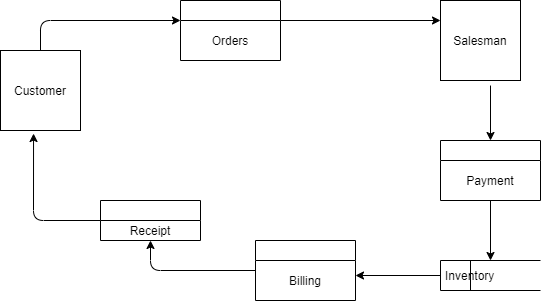 Orders
Salesman
Customer
Payment
Receipt
Inventory
Billing